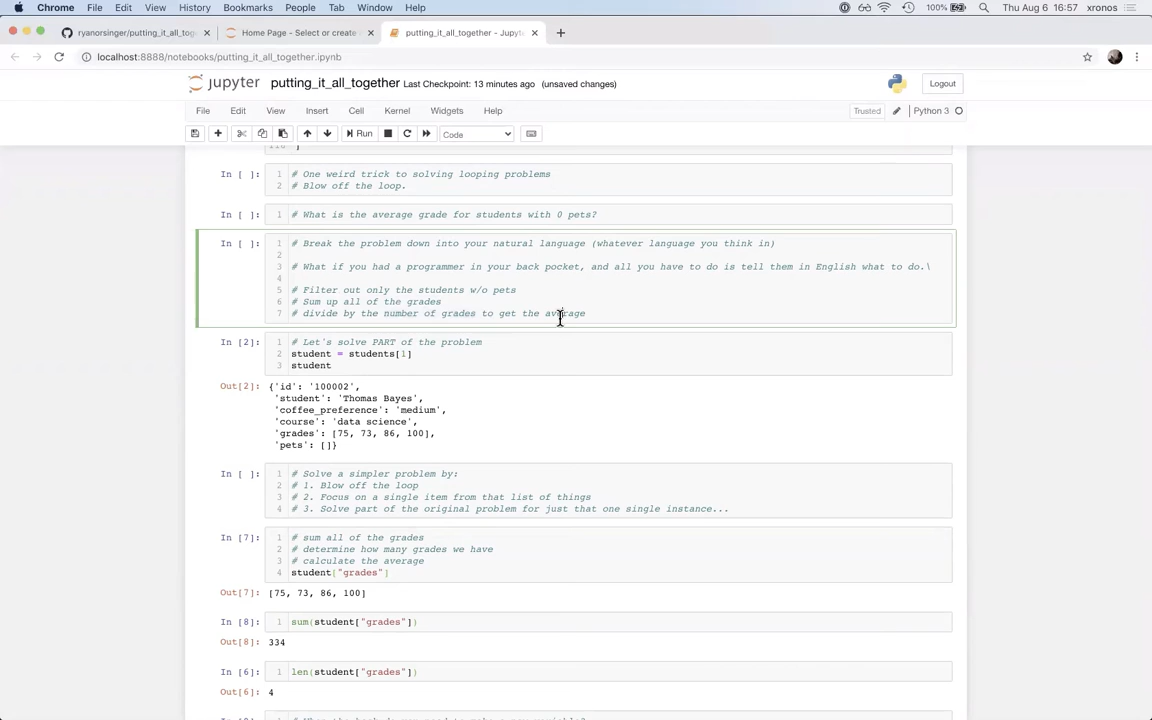 Chrome File Edit View History Bookmarks People Tab Window Help 100% Thu Aug 6 16:57 xronos
ryanorsinger/putting_it_all_tog Home Page - Select or create putting_it_all_together - Jupyt
localhost:8888/notebooks/putting_it_all_together.ipynb
jupyter putting_it_all_together Last Checkpoint: 13 minutes ago (unsaved changes) Logout
File Edit View Insert Cell Kernel Widgets Help Trusted Python 3
Run Code
In [ ]: 1 # One weird trick to solving looping problems
2 # Blow off the loop.
In [ ]: 1 # What is the average grade for students with 0 pets?
In [ ]: 1 # Break the problem down into your natural language (whatever language you think in)
2
3 # What if you had a programmer in your back pocket, and all you have to do is tell them in English what to do.\
4
5 # Filter out only the students w/o pets
6 # Sum up all of the grades
7 # divide by the number of grades to get the average
In [2]: 1 # Let's solve PART of the problem
2 student = students[1]
3 student
Out[2]: {'id': '100002',
'student': 'Thomas Bayes',
'coffee_preference': 'medium',
'course': 'data science',
'grades': [75, 73, 86, 100],
'pets': []}
In [ ]: 1 # Solve a simpler problem by:
2 # 1. Blow off the loop
3 # 2. Focus on a single item from that list of things
4 # 3. Solve part of the original problem for just that one single instance...
In [7]: 1 # sum all of the grades
2 # determine how many grades we have
3 # calculate the average
4 student["grades"]
Out[7]: [75, 73, 86, 100]
In [8]: 1 sum(student["grades"])
Out[8]: 334
In [6]: 1 len(student["grades"])
Out[6]: 4